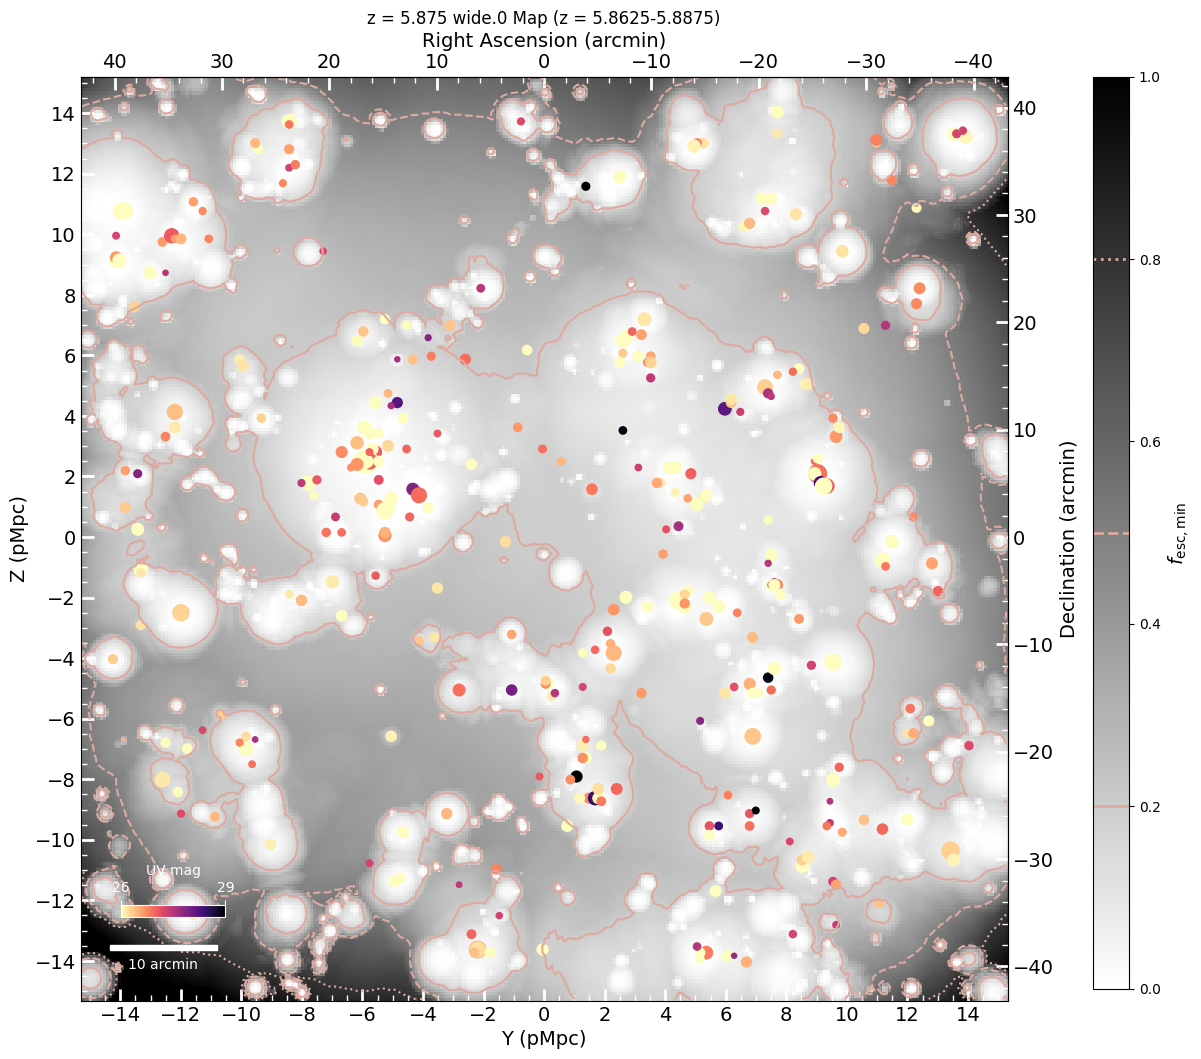 z = 5.875 wide.0 Map (z = 5.8625-5.8875)
Right Ascension (arcmin)
40 30 20 10 0 −10 −20 −30 −40
14 12 10 8 6 4 2 0 −2 −4 −6 −8 −10 −12 −14
Z (pMpc)
40 30 20 10 0 −10 −20 −30 −40
Declination (arcmin)
1.0 0.8 0.6 0.4 0.2 0.0
f_esc,min
UV mag
26 29
10 arcmin
−14 −12 −10 −8 −6 −4 −2 0 2 4 6 8 10 12 14
Y (pMpc)